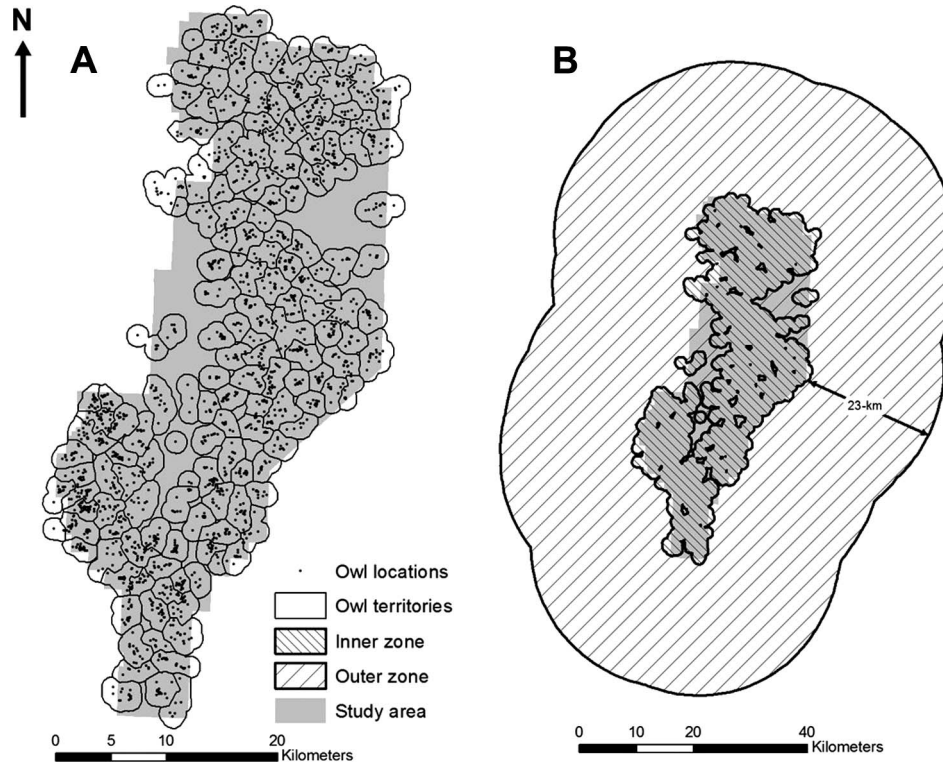 N
A
B
23-km
Owl locations
Owl territories
Inner zone
Outer zone
Study area
0 5 10 20
Kilometers
0 10 20 40
Kilometers